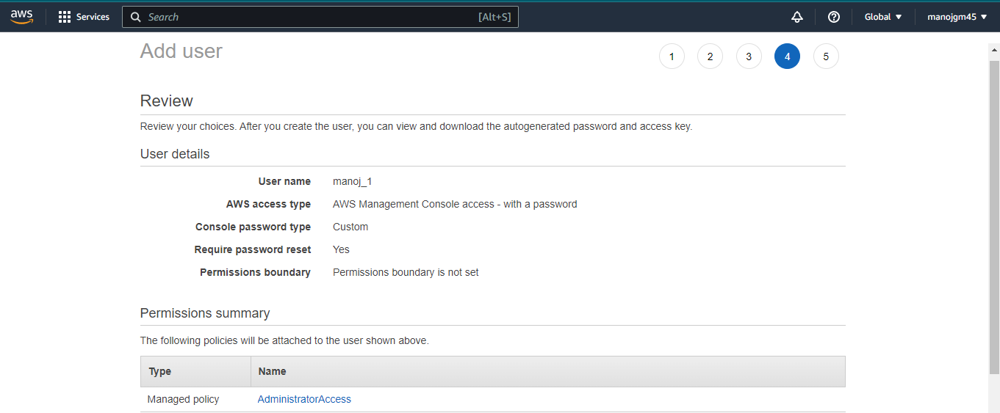 aws Services Search [Alt+S] Global manojgm45
Add user 1 2 3 4 5
Review
Review your choices. After you create the user, you can view and download the autogenerated password and access key.
User details
User name manoj_1
AWS access type AWS Management Console access - with a password
Console password type Custom
Require password reset Yes
Permissions boundary Permissions boundary is not set
Permissions summary
The following policies will be attached to the user shown above.
Type Name
Managed policy AdministratorAccess